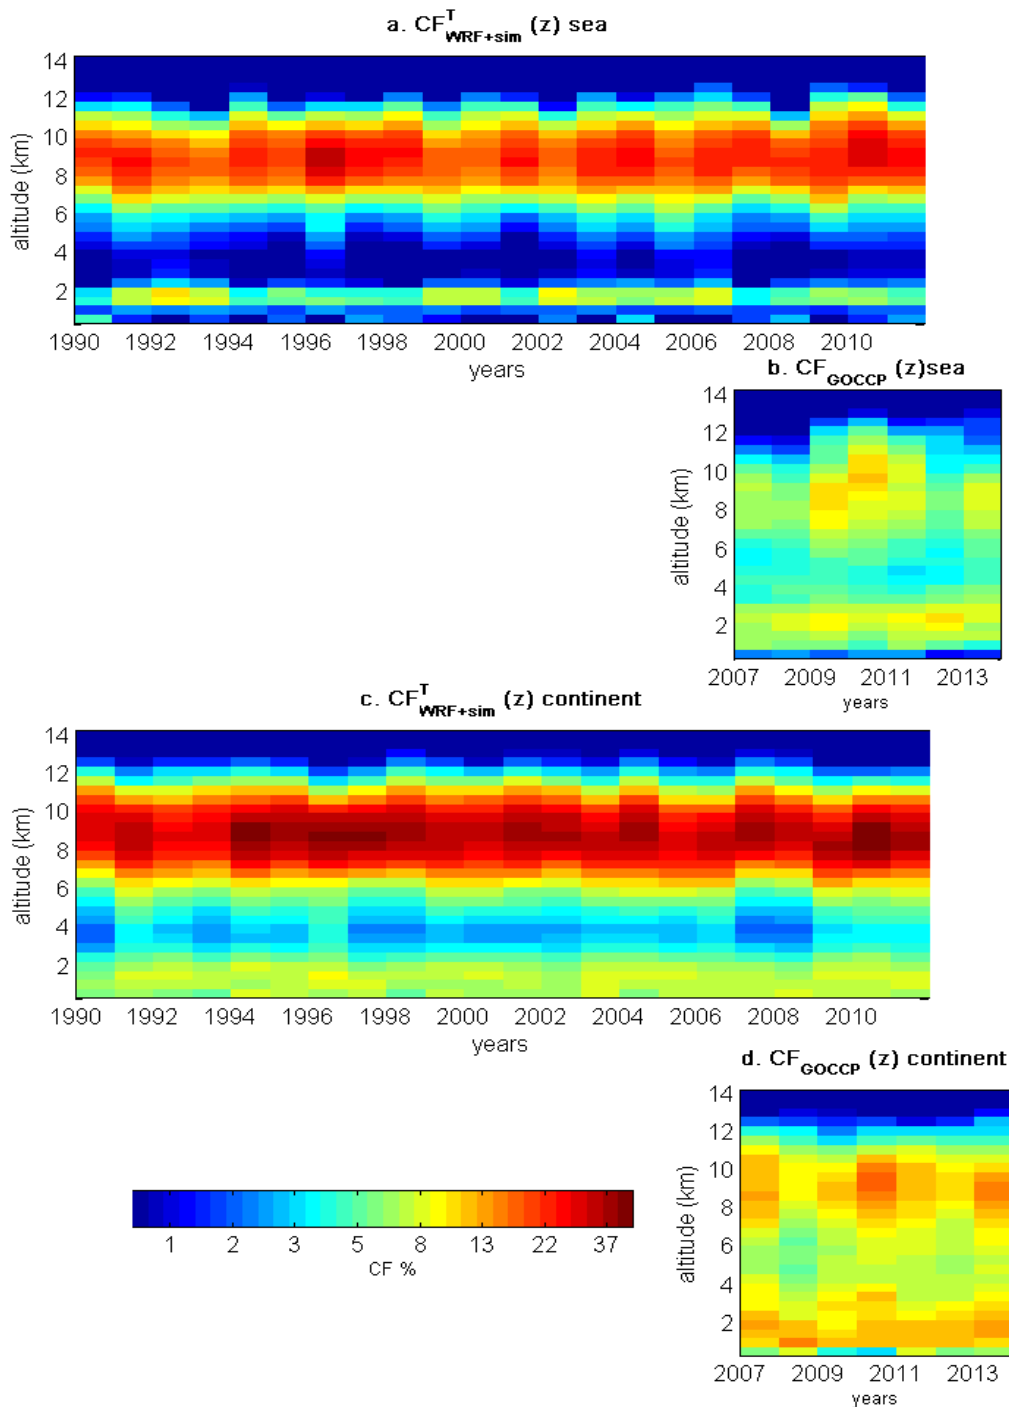 a. CF^T_WRF+sim (z) sea
14
12
10
8
6
4
2
altitude (km)
1990 1992 1994 1996 1998 2000 2002 2004 2006 2008 2010
years
b. CF_GOCCP (z)sea
14
12
10
8
6
4
2
altitude (km)
2007 2009 2011 2013
years
c. CF^T_WRF+sim (z) continent
14
12
10
8
6
4
2
altitude (km)
1990 1992 1994 1996 1998 2000 2002 2004 2006 2008 2010
years
d. CF_GOCCP (z) continent
14
12
10
8
6
4
2
altitude (km)
2007 2009 2011 2013
years
1 2 3 5 8 13 22 37
CF %